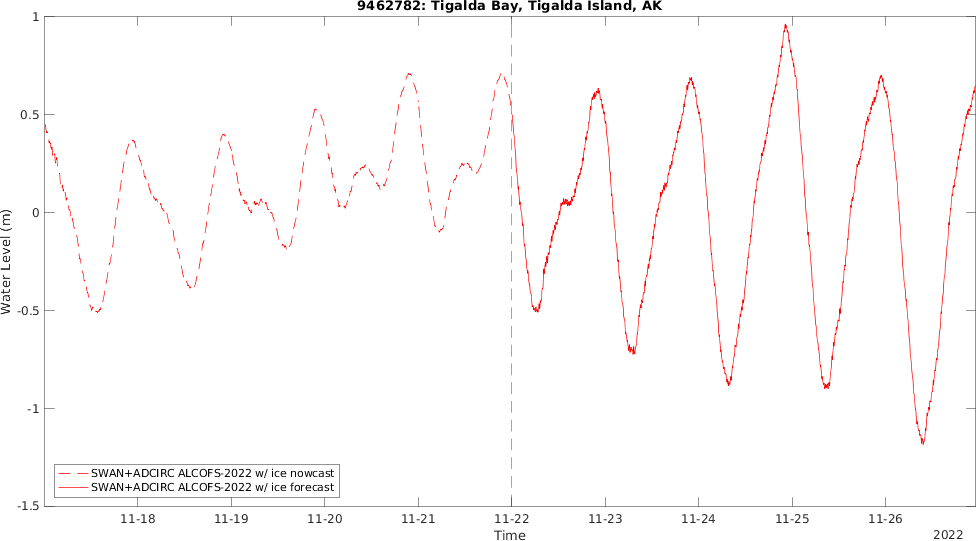 9462782: Tigalda Bay, Tigalda Island, AK
1
0.5
0
-0.5
-1
-1.5
Water Level (m)
SWAN+ADCIRC ALCOFS-2022 w/ ice nowcast
SWAN+ADCIRC ALCOFS-2022 w/ ice forecast
11-18 11-19 11-20 11-21 11-22 11-23 11-24 11-25 11-26
Time
2022